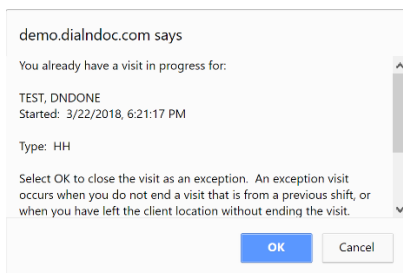 demo.dialndoc.com says
You already have a visit in progress for:
TEST, DNDONE
Started: 3/22/2018, 6:21:17 PM
Type: HH
Select OK to close the visit as an exception. An exception visit
occurs when you do not end a visit that is from a previous shift, or
when you have left the client location without ending the visit.
OK Cancel